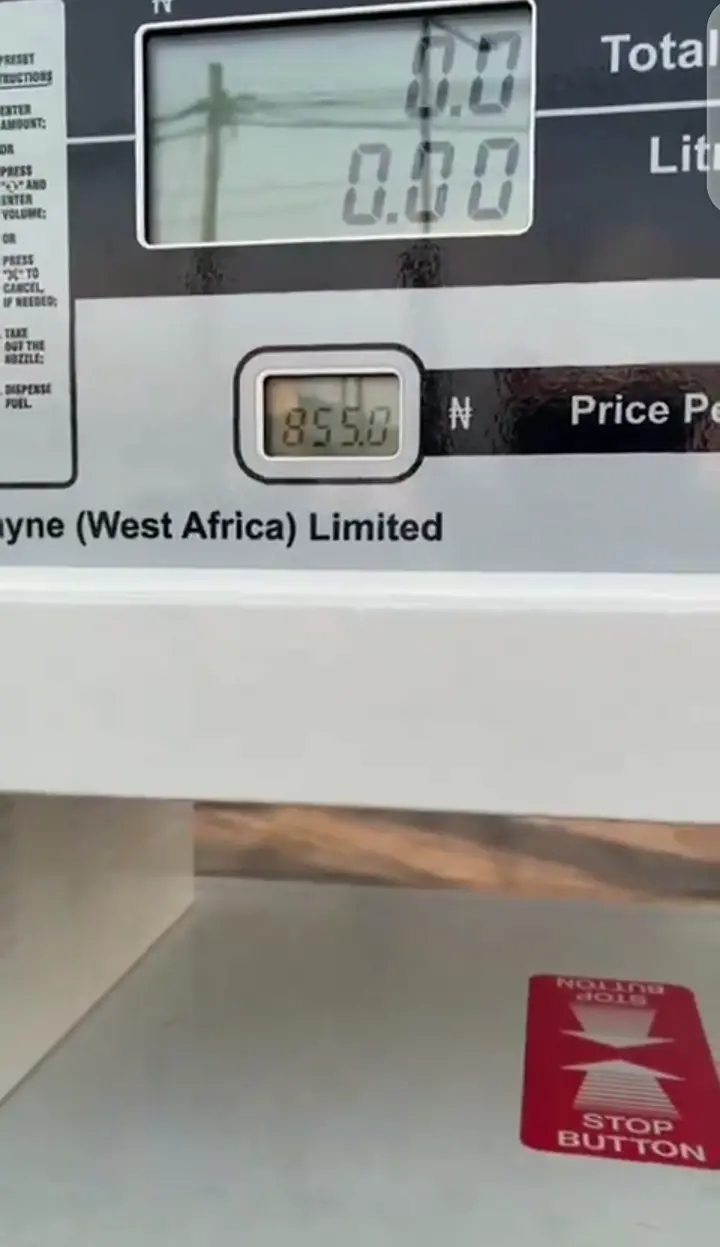 ₦
0.0
Total
0.00
Lit
PRESET
INSTRUCTIONS
ENTER
AMOUNT;
OR
PRESS
AND
ENTER
VOLUME;
OR
PRESS
TO
CANCEL,
IF NEEDED;
TAKE
OUT THE
NOZZLE;
DISPENSE
FUEL.
855.0
₦ Price Pe
yne (West Africa) Limited
STOP
BUTTON
STOP
BUTTON